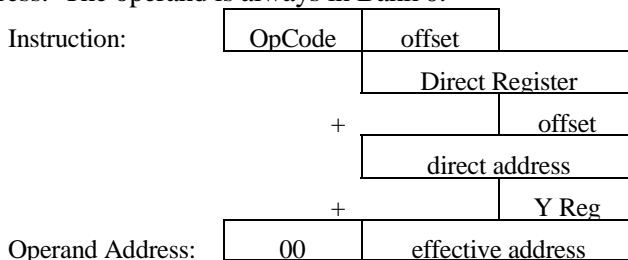 ess. The operand is always in Bank 0.
Instruction: OpCode offset
Direct Register
+ offset
direct address
+ Y Reg
Operand Address: 00 effective address